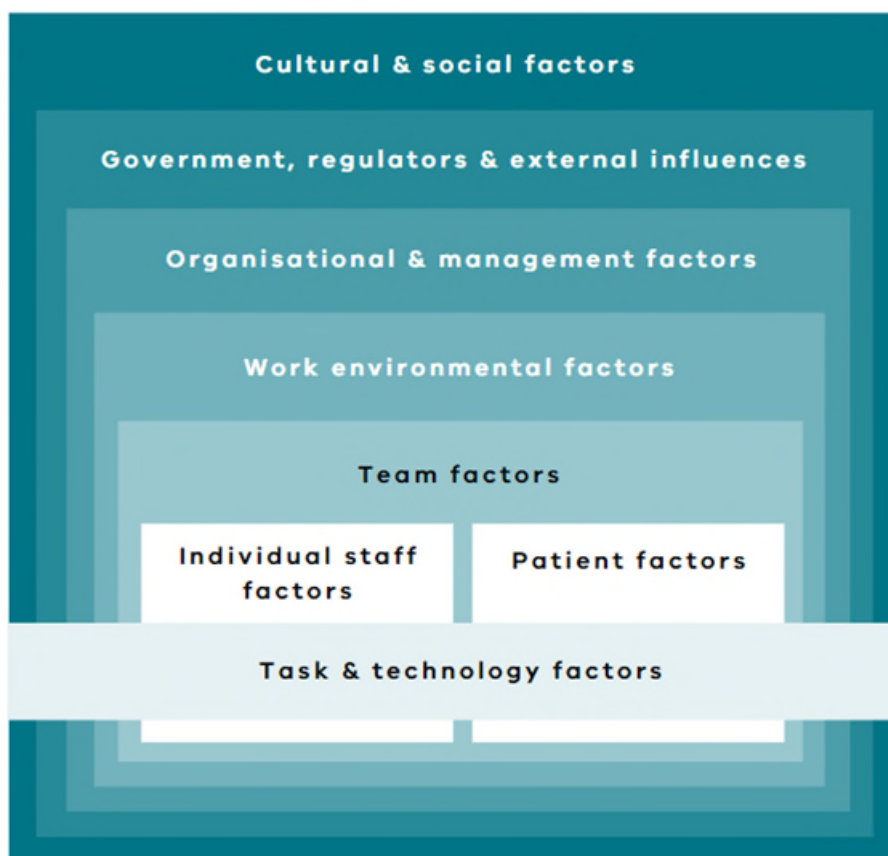 Cultural & social factors
Government, regulators & external influences
Organisational & management factors
Work environmental factors
Team factors
Individual staff
factors
Patient factors
Task & technology factors